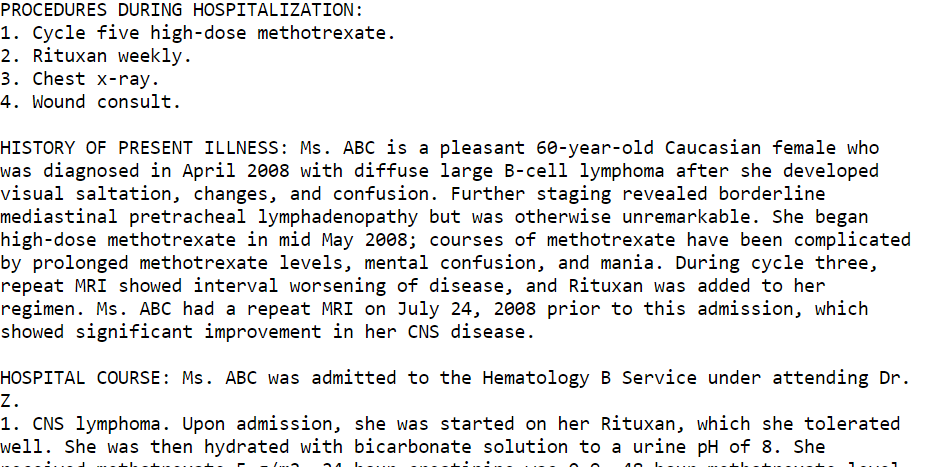 PROCEDURES DURING HOSPITALIZATION:
1. Cycle five high-dose methotrexate.
2. Rituxan weekly.
3. Chest x-ray.
4. Wound consult.

HISTORY OF PRESENT ILLNESS: Ms. ABC is a pleasant 60-year-old Caucasian female who
was diagnosed in April 2008 with diffuse large B-cell lymphoma after she developed
visual saltation, changes, and confusion. Further staging revealed borderline
mediastinal pretracheal lymphadenopathy but was otherwise unremarkable. She began
high-dose methotrexate in mid May 2008; courses of methotrexate have been complicated
by prolonged methotrexate levels, mental confusion, and mania. During cycle three,
repeat MRI showed interval worsening of disease, and Rituxan was added to her
regimen. Ms. ABC had a repeat MRI on July 24, 2008 prior to this admission, which
showed significant improvement in her CNS disease.

HOSPITAL COURSE: Ms. ABC was admitted to the Hematology B Service under attending Dr.
Z.
1. CNS lymphoma. Upon admission, she was started on her Rituxan, which she tolerated
well. She was then hydrated with bicarbonate solution to a urine pH of 8. She